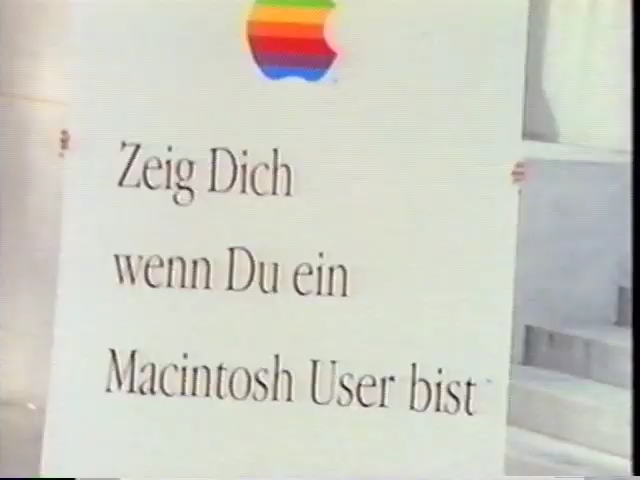 Zeig Dich
wenn Du ein
Macintosh User bist